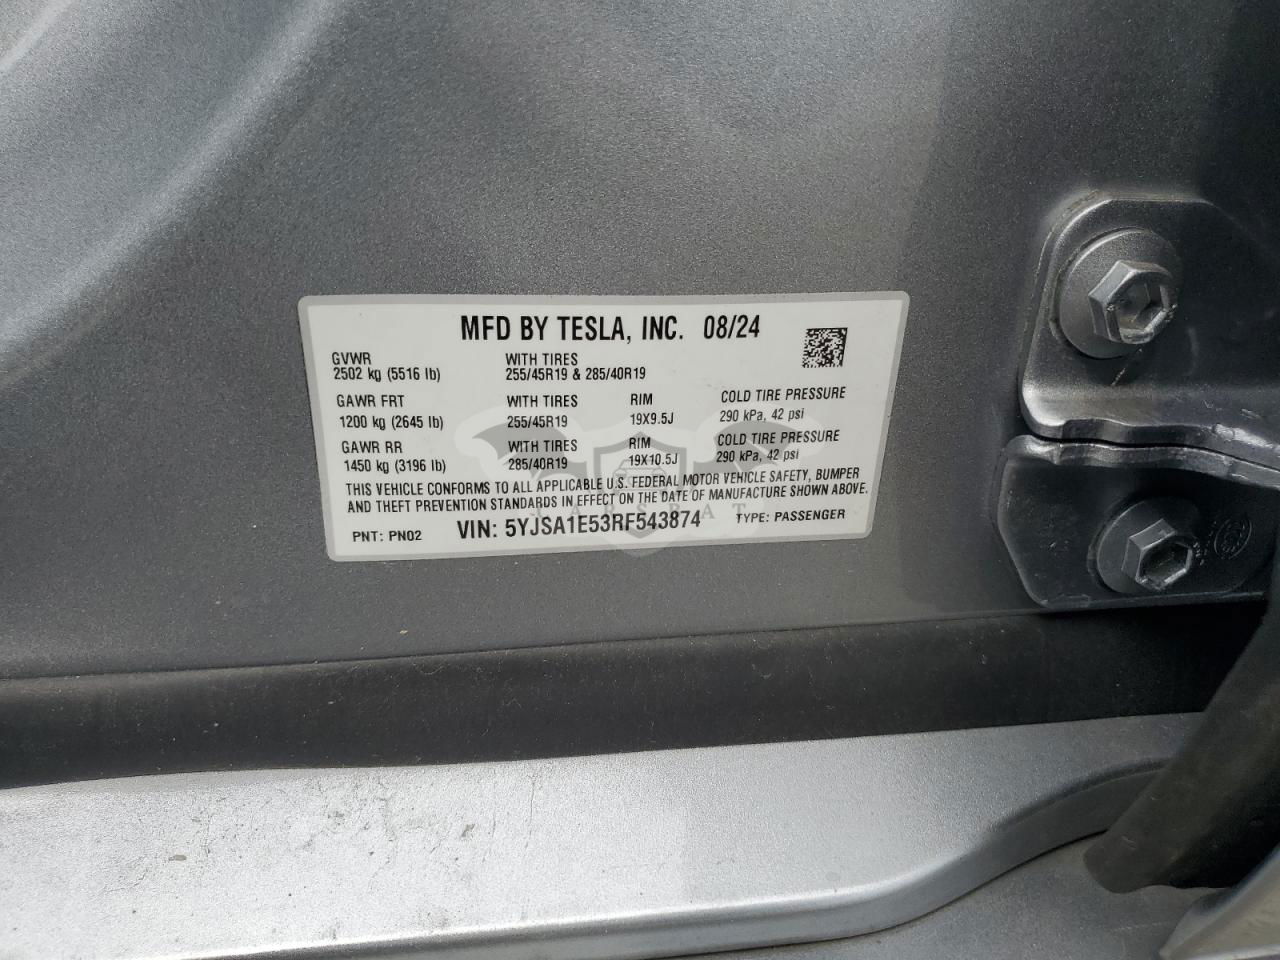 MFD BY TESLA, INC. 08/24
GVWR WITH TIRES
2502 kg (5516 lb) 255/45R19 & 285/40R19
GAWR FRT WITH TIRES RIM COLD TIRE PRESSURE
1200 kg (2645 lb) 255/45R19 19X9.5J 290 kPa, 42 psi
GAWR RR WITH TIRES RIM COLD TIRE PRESSURE
1450 kg (3196 lb) 285/40R19 19X10.5J 290 kPa, 42 psi
THIS VEHICLE CONFORMS TO ALL APPLICABLE U.S. FEDERAL MOTOR VEHICLE SAFETY, BUMPER
AND THEFT PREVENTION STANDARDS IN EFFECT ON THE DATE OF MANUFACTURE SHOWN ABOVE.
CARSBAT
PNT: PN02 VIN: 5YJSA1E53RF543874 TYPE: PASSENGER